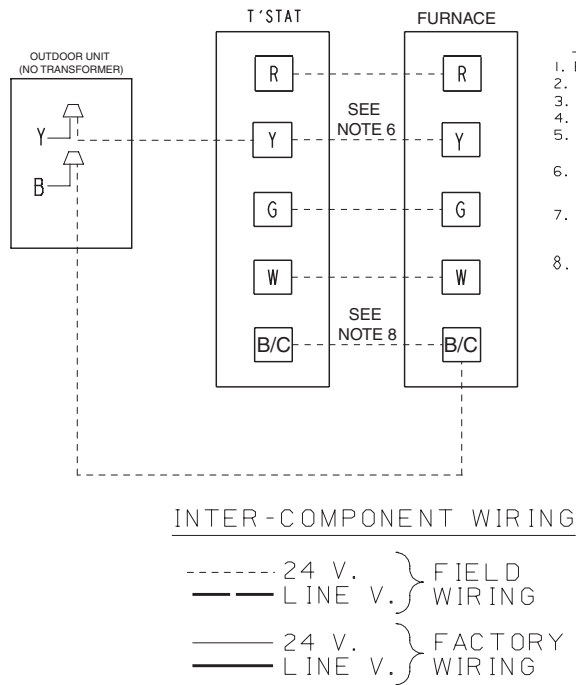 T'STAT
FURNACE
OUTDOOR UNIT
(NO TRANSFORMER)
Y
B
R
Y
G
W
B/C
SEE
NOTE 6
SEE
NOTE 8
R
Y
G
W
B/C
1.
2.
3.
4.
5.
6.
7.
8.
INTER-COMPONENT WIRING
24 V.
LINE V.
FIELD
WIRING
24 V.
LINE V.
FACTORY
WIRING